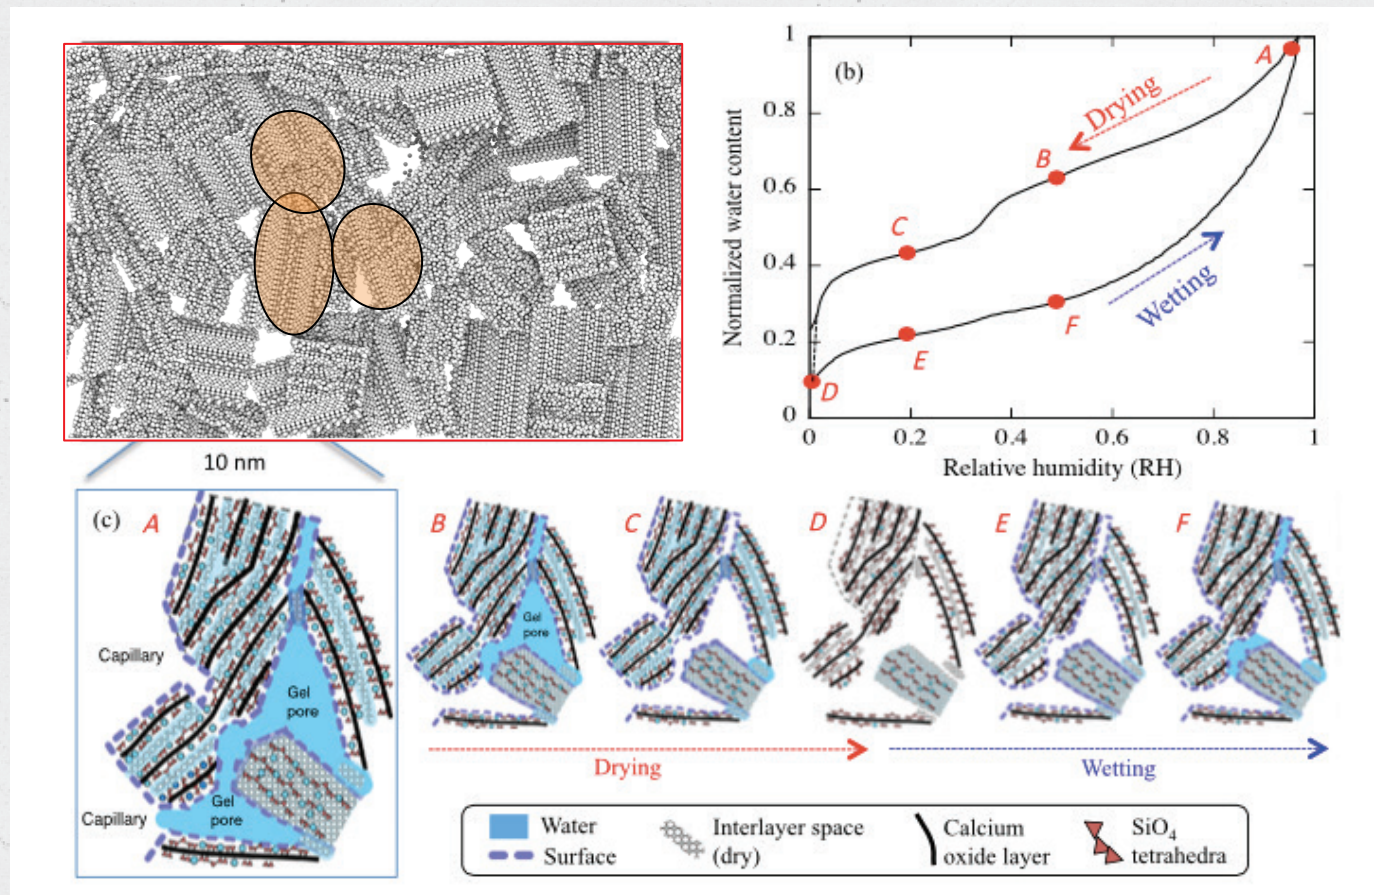 (b)
A
B
C
D
E
F
Drying
Wetting
1
0.8
0.6
0.4
0.2
0
Normalized water content
0
0.2
0.4
0.6
0.8
1
Relative humidity (RH)
10 nm
(c)
A
Capillary
Gel
pore
Gel
pore
Capillary
B
Gel
pore
C
D
E
F
Drying
Wetting
Water
Surface
Interlayer space
(dry)
Calcium
oxide layer
SiO₄
tetrahedra